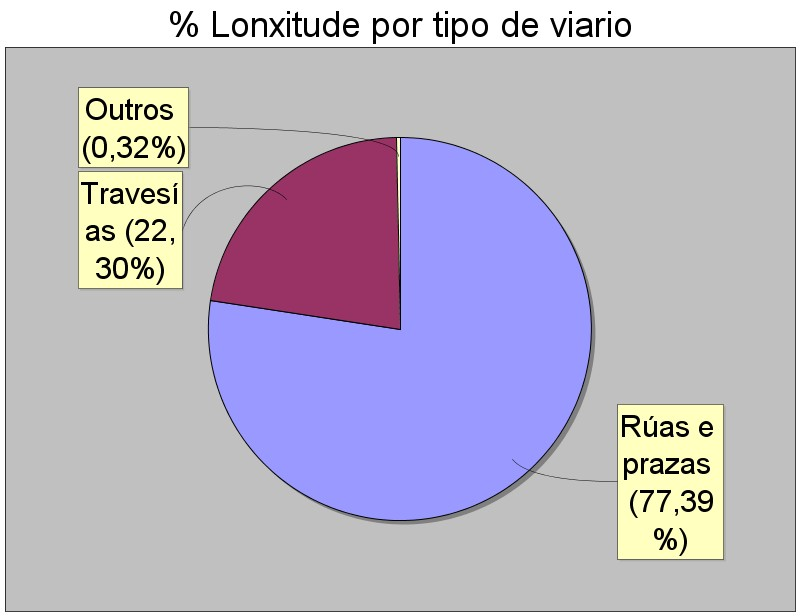 % Lonxitude por tipo de viario
Outros
(0,32%)
Travesí
as (22,
30%)
Rúas e
prazas
(77,39
%)